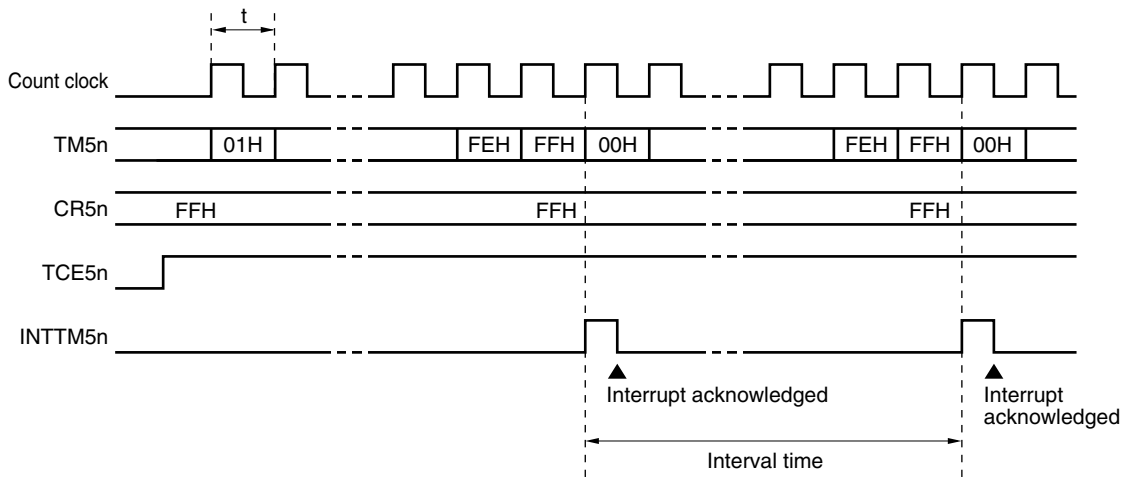 t
Count clock
TM5n 01H FEH FFH 00H FEH FFH 00H
CR5n FFH FFH FFH
TCE5n
INTTM5n
Interrupt acknowledged Interrupt
acknowledged
Interval time